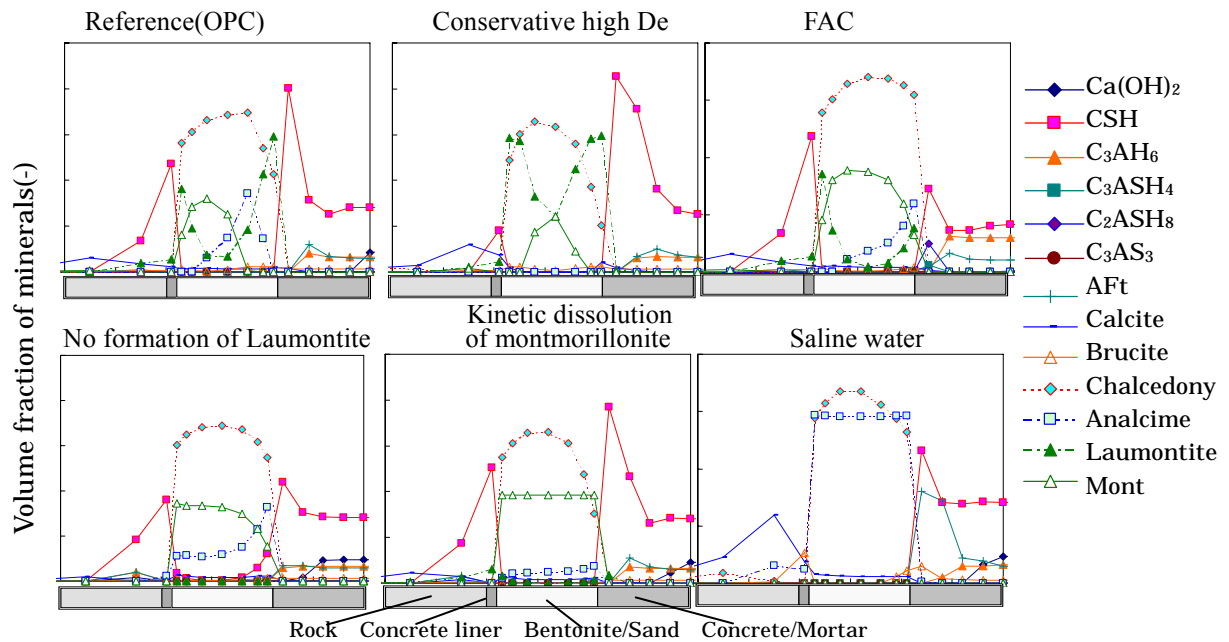 Reference(OPC)
Conservative high De
FAC
Ca(OH)₂
CSH
C₃AH₆
C₃ASH₄
C₂ASH₈
C₃AS₃
AFt
Calcite
Brucite
Chalcedony
Analcime
Laumontite
Mont
Volume fraction of minerals(-)
No formation of Laumontite
Kinetic dissolution
of montmorillonite
Saline water
Rock
Concrete liner
Bentonite/Sand
Concrete/Mortar